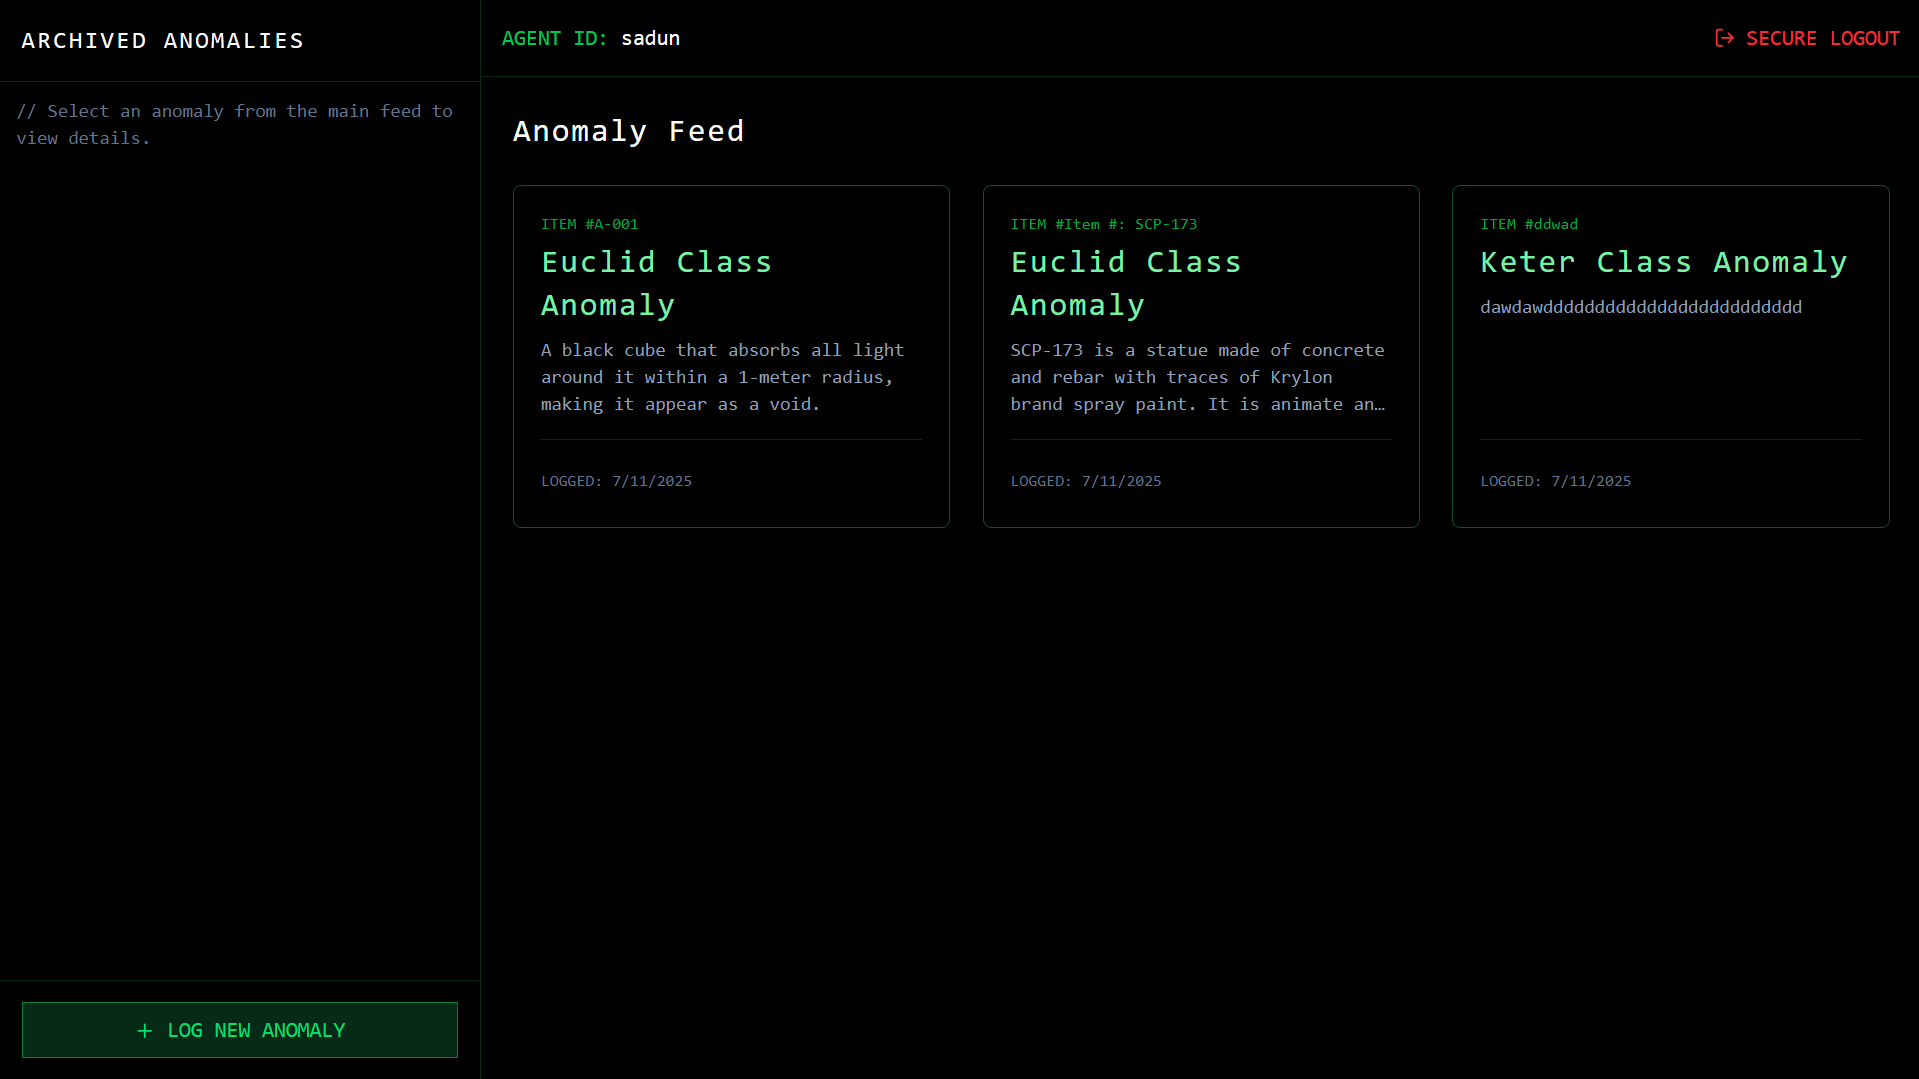 ARCHIVED ANOMALIES
// Select an anomaly from the main feed to
view details.
+ LOG NEW ANOMALY
AGENT ID: sadun
SECURE LOGOUT
Anomaly Feed
ITEM #A-001
Euclid Class
Anomaly
A black cube that absorbs all light
around it within a 1-meter radius,
making it appear as a void.
LOGGED: 7/11/2025
ITEM #Item #: SCP-173
Euclid Class
Anomaly
SCP-173 is a statue made of concrete
and rebar with traces of Krylon
brand spray paint. It is animate an…
LOGGED: 7/11/2025
ITEM #ddwad
Keter Class Anomaly
dawdawddddddddddddddddddddddddd
LOGGED: 7/11/2025